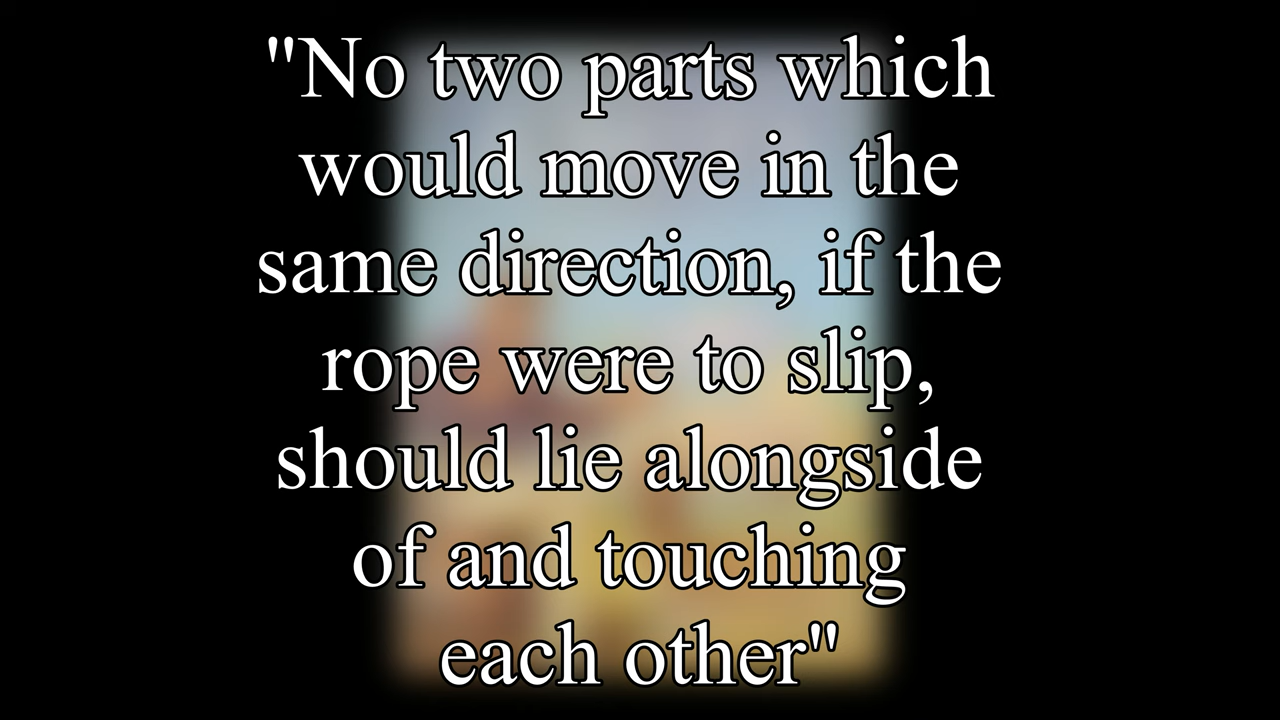 "No two parts which
would move in the
same direction, if the
rope were to slip,
should lie alongside
of and touching
each other"